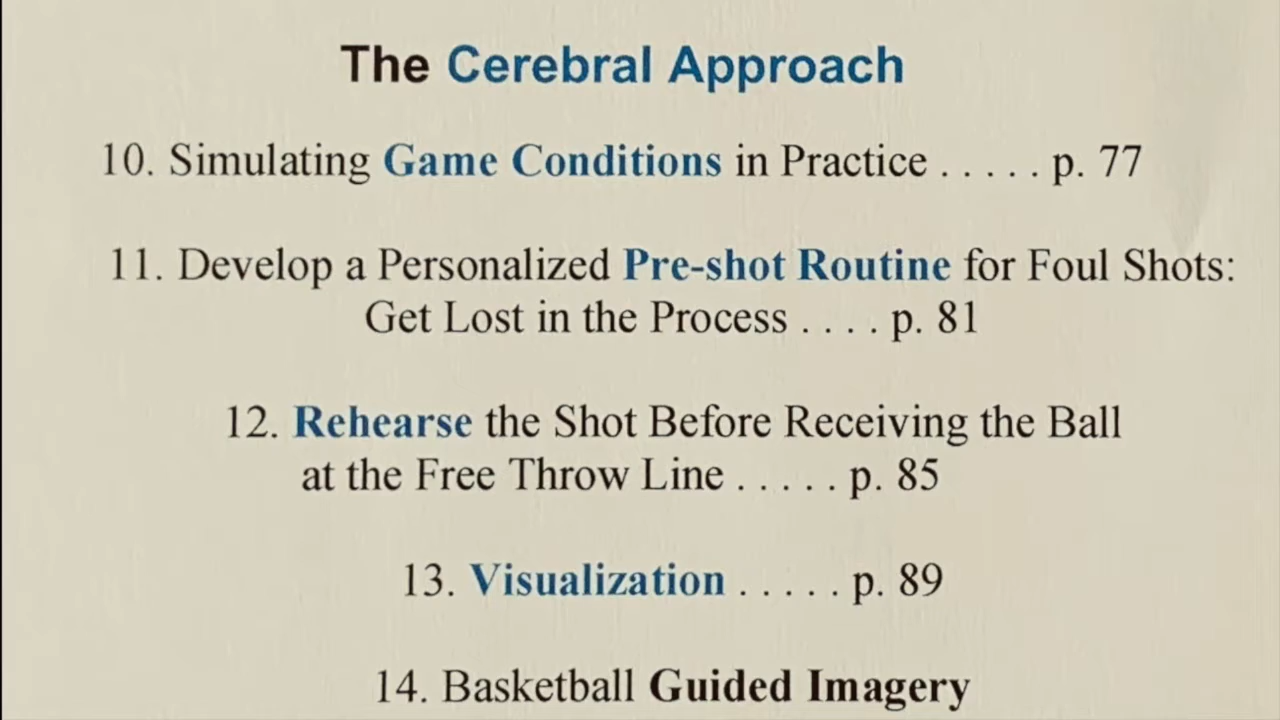 The Cerebral Approach
10. Simulating Game Conditions in Practice . . . . . p. 77
11. Develop a Personalized Pre-shot Routine for Foul Shots:
Get Lost in the Process . . . . p. 81
12. Rehearse the Shot Before Receiving the Ball
at the Free Throw Line . . . . . p. 85
13. Visualization . . . . . p. 89
14. Basketball Guided Imagery